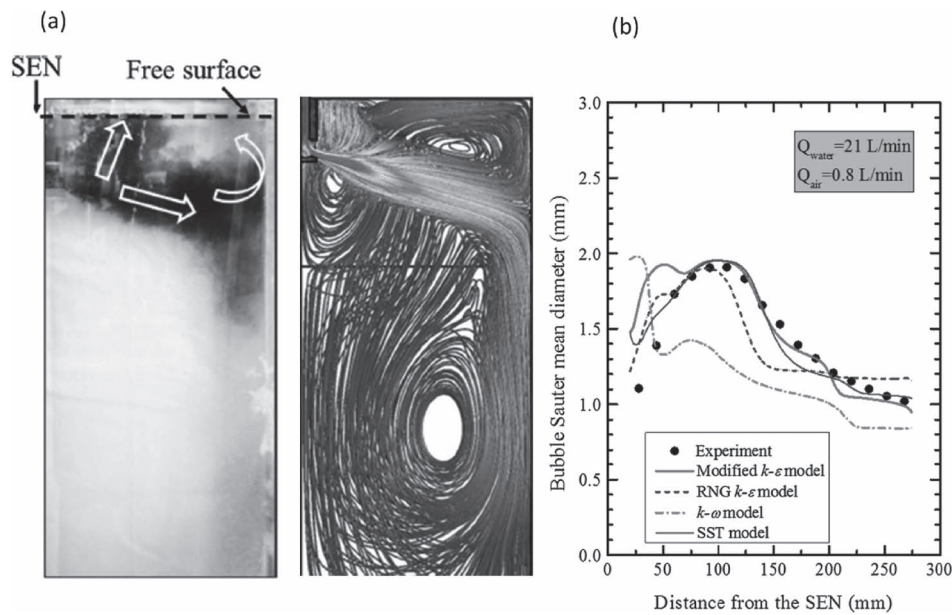 (a)
SEN
Free surface
(b)
Q_water=21 L/min
Q_air=0.8 L/min
Bubble Sauter mean diameter (mm)
3.0
2.5
2.0
1.5
1.0
0.5
0.0
Experiment
Modified k-ε model
RNG k-ε model
k-ω model
SST model
0 50 100 150 200 250 300
Distance from the SEN (mm)